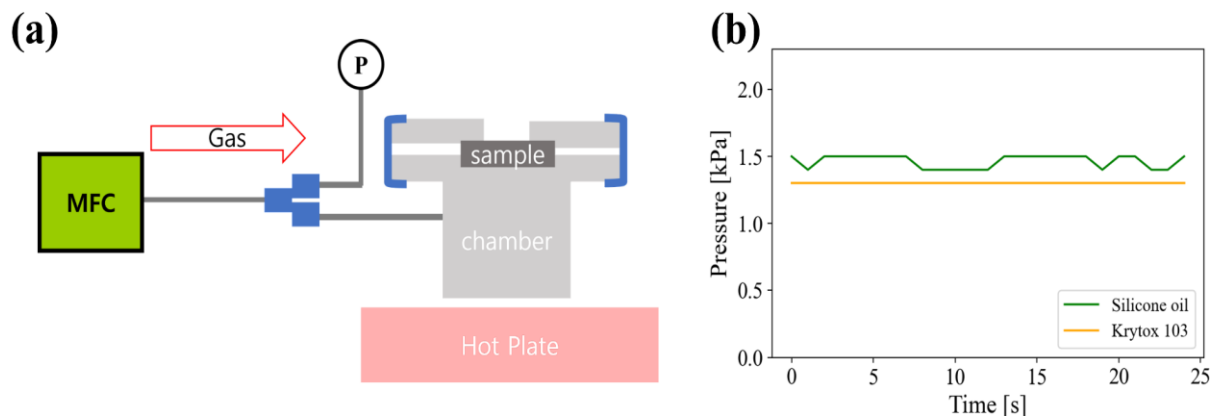 (a)
P
Gas
MFC
sample
chamber
Hot Plate
(b)
Pressure [kPa]
2.0
1.5
1.0
0.5
0.0
0
5
10
15
20
25
Time [s]
Silicone oil
Krytox 103